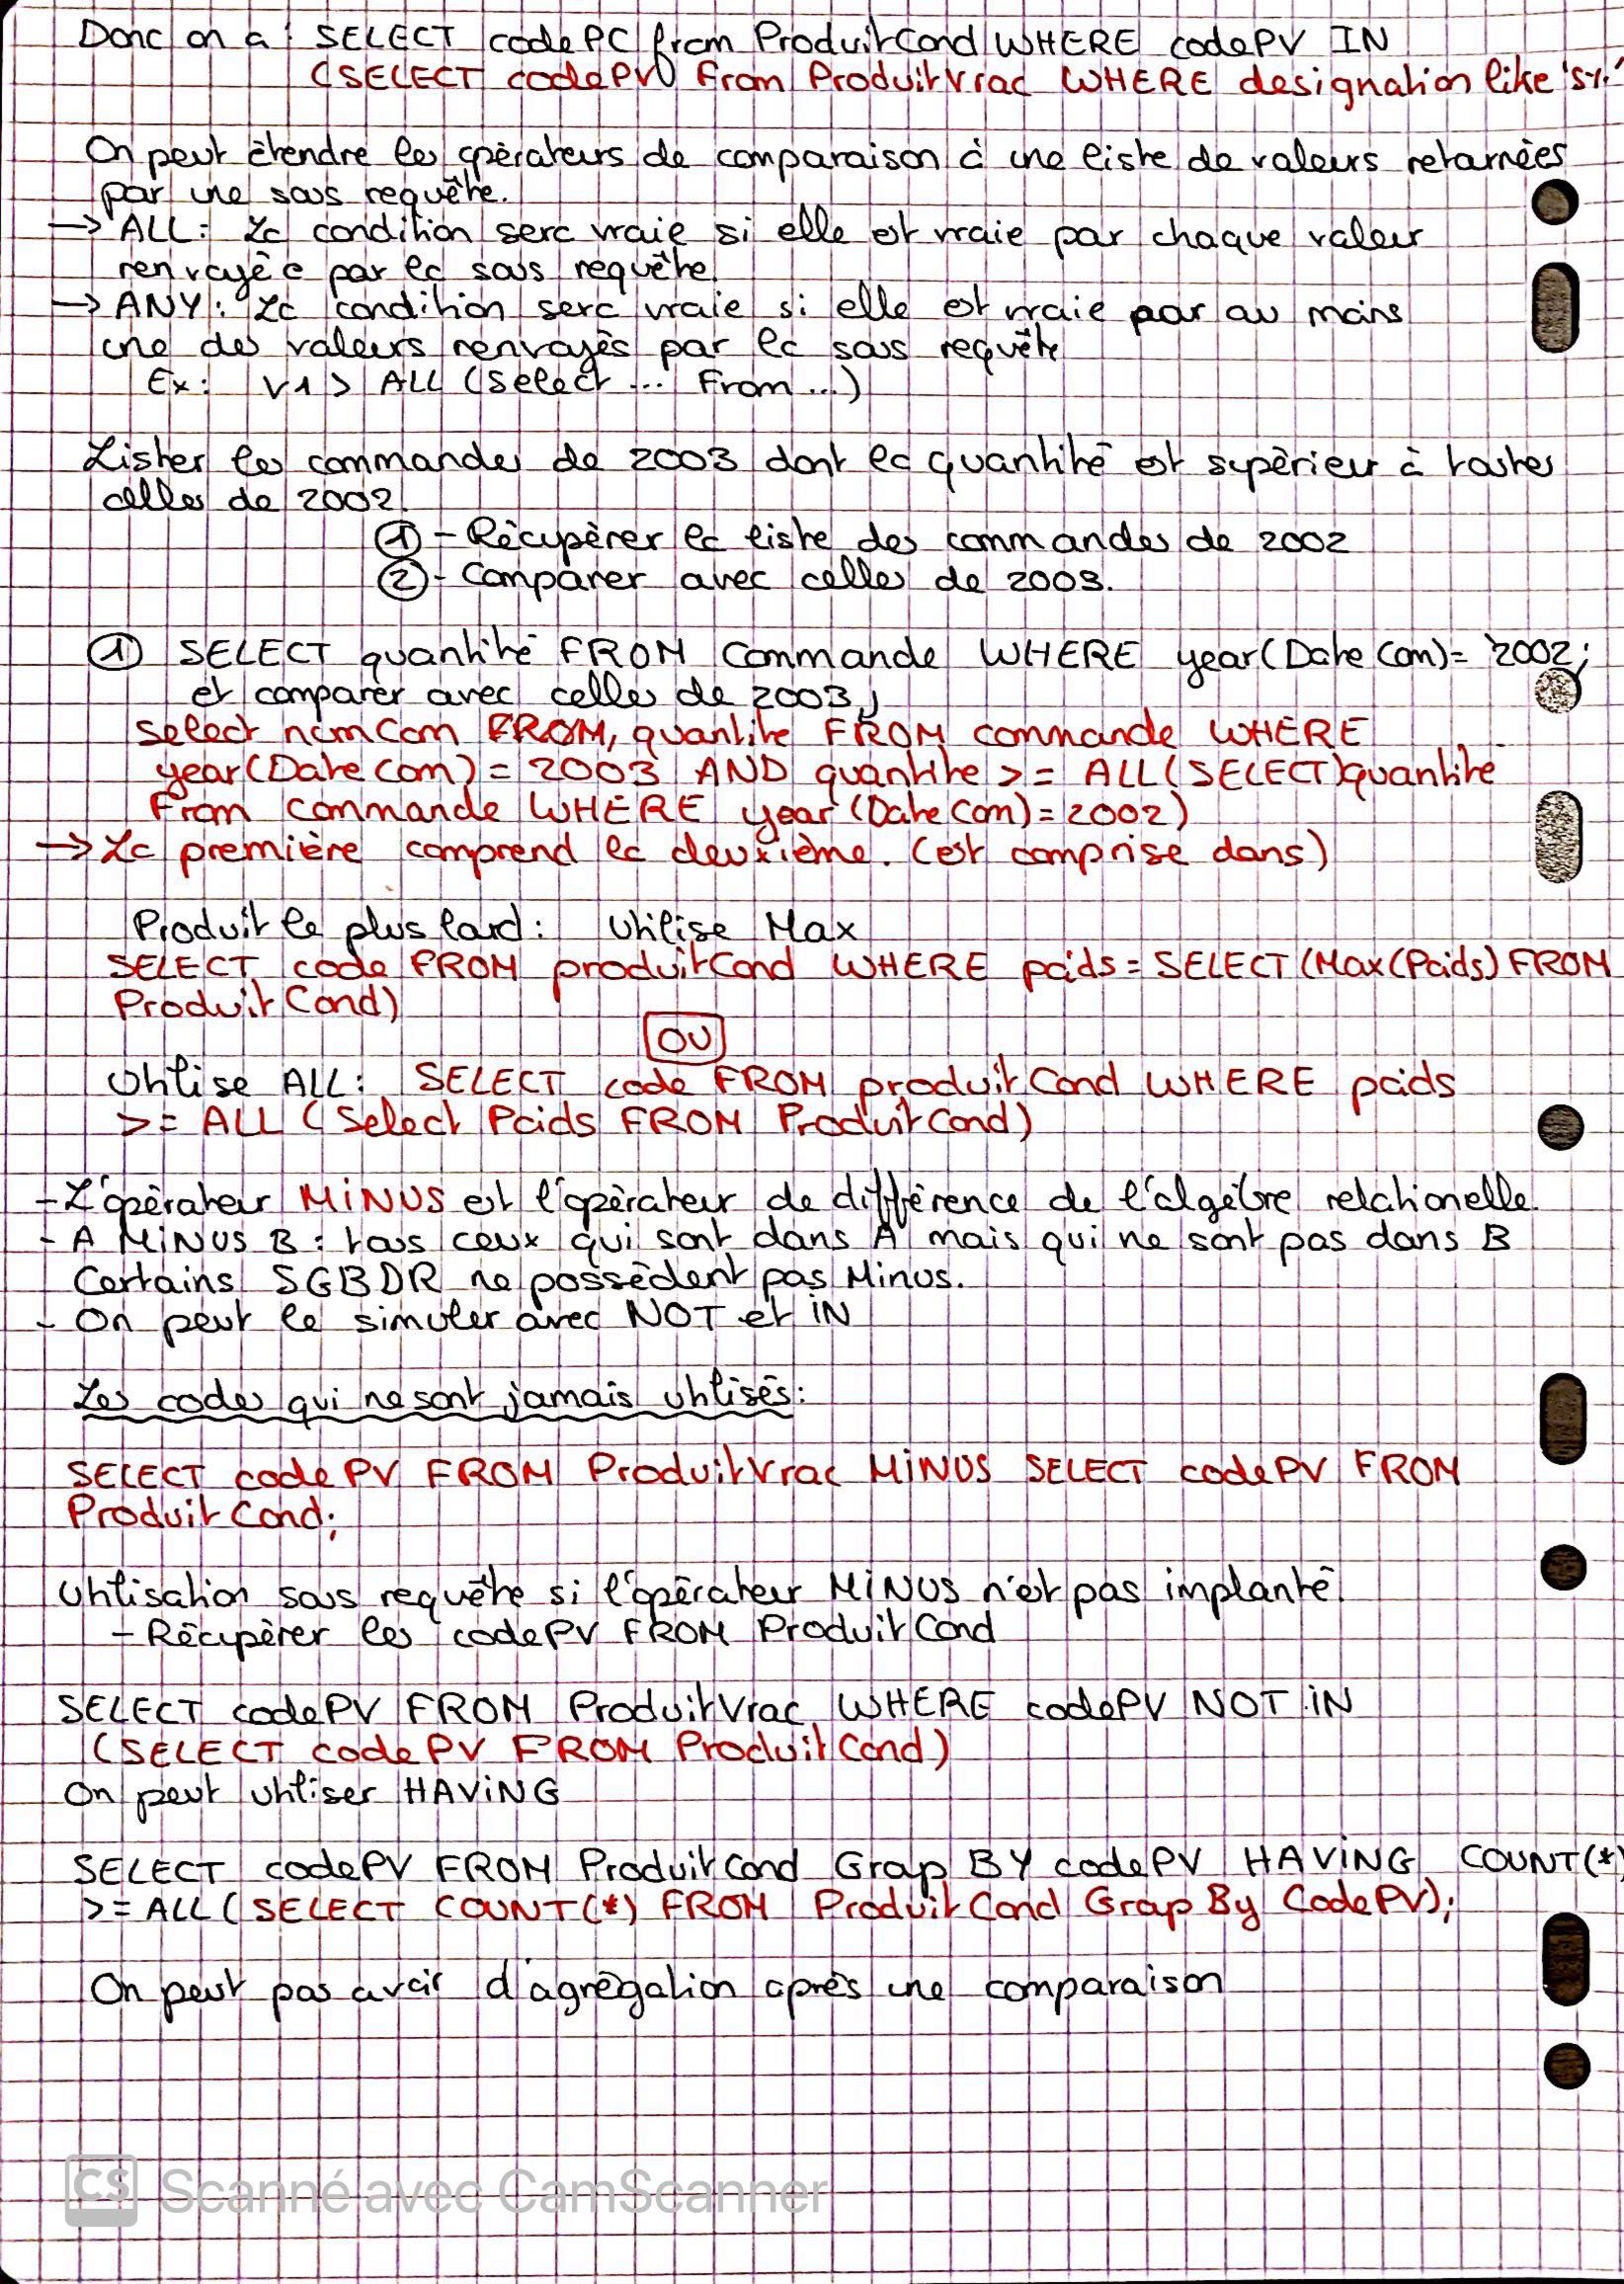 Donc on a : SELECT codePC from ProduitCond WHERE codePV IN
(SELECT codePV From ProduitVrac WHERE designation like 's%'
On peut étendre les opérateurs de comparaison à une liste de valeurs retournées
par une sous requête.
→ ALL : La condition sera vraie si elle est vraie par chaque valeur
renvoyée par la sous requête.
→ ANY : La condition sera vraie si elle est vraie par au moins
une des valeurs renvoyés par la sous requête
Ex : V1 > ALL (Select ... From ...)
Lister les commandes de 2003 dont la quantité est supérieur à toutes
celles de 2002.
① - Récupérer la liste des commandes de 2002
② - Comparer avec celles de 2003.
① SELECT quantité FROM Commande WHERE year(DateCom)= '2002;
et comparer avec celles de 2003,
Select numCom FROM, quantite FROM commande WHERE
year(DateCom) = 2003 AND quantite >= ALL(SELECT)quantite
From commande WHERE year (DateCom)=2002)
→ La première comprend la deuxième. (est comprise dans)
Produit le plus lourd : Utilise Max
SELECT code FROM produitCond WHERE poids = SELECT (Max(Poids) FROM
ProduitCond)
OU
Utilise ALL : SELECT code FROM produitCond WHERE poids
>= ALL (Select Poids FROM ProduitCond)
- L'opérateur MINUS est l'opérateur de différence de l'algèbre relationelle.
- A MINUS B : tous ceux qui sont dans A mais qui ne sont pas dans B
Certains SGBDR ne possèdent pas Minus.
- On peut le simuler avec NOT et IN
Les codes qui ne sont jamais utilisés :
SELECT codePV FROM ProduitVrac MINUS SELECT codePV FROM
ProduitCond;
Utilisation sous requête si l'opérateur MINUS n'est pas implanté.
- Récupérer les codePV FROM ProduitCond
SELECT codePV FROM ProduitVrac WHERE codePV NOT IN
(SELECT codePV FROM ProduitCond)
On peut utiliser HAVING
SELECT codePV FROM ProduitCond Group BY codePV HAVING COUNT(*)
>= ALL (SELECT COUNT(*) FROM ProduitCond Group By CodePV);
On peut pas avoir d'agrégation après une comparaison
CS Scanné avec CamScanner